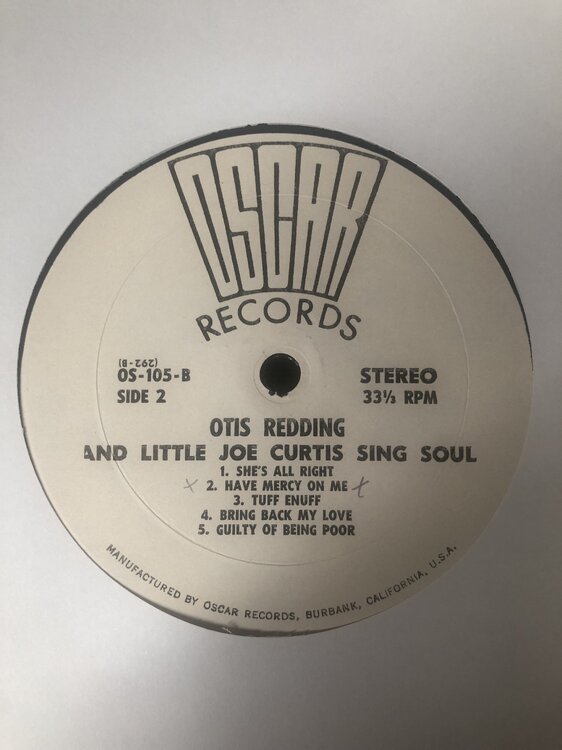 OSCAR
RECORDS
(292-B)
OS-105-B
SIDE 2
STEREO
33⅓ RPM
OTIS REDDING
AND LITTLE JOE CURTIS SING SOUL
1. SHE'S ALL RIGHT
x 2. HAVE MERCY ON ME t
3. TUFF ENUFF
4. BRING BACK MY LOVE
5. GUILTY OF BEING POOR
MANUFACTURED BY OSCAR RECORDS, BURBANK, CALIFORNIA, U.S.A.